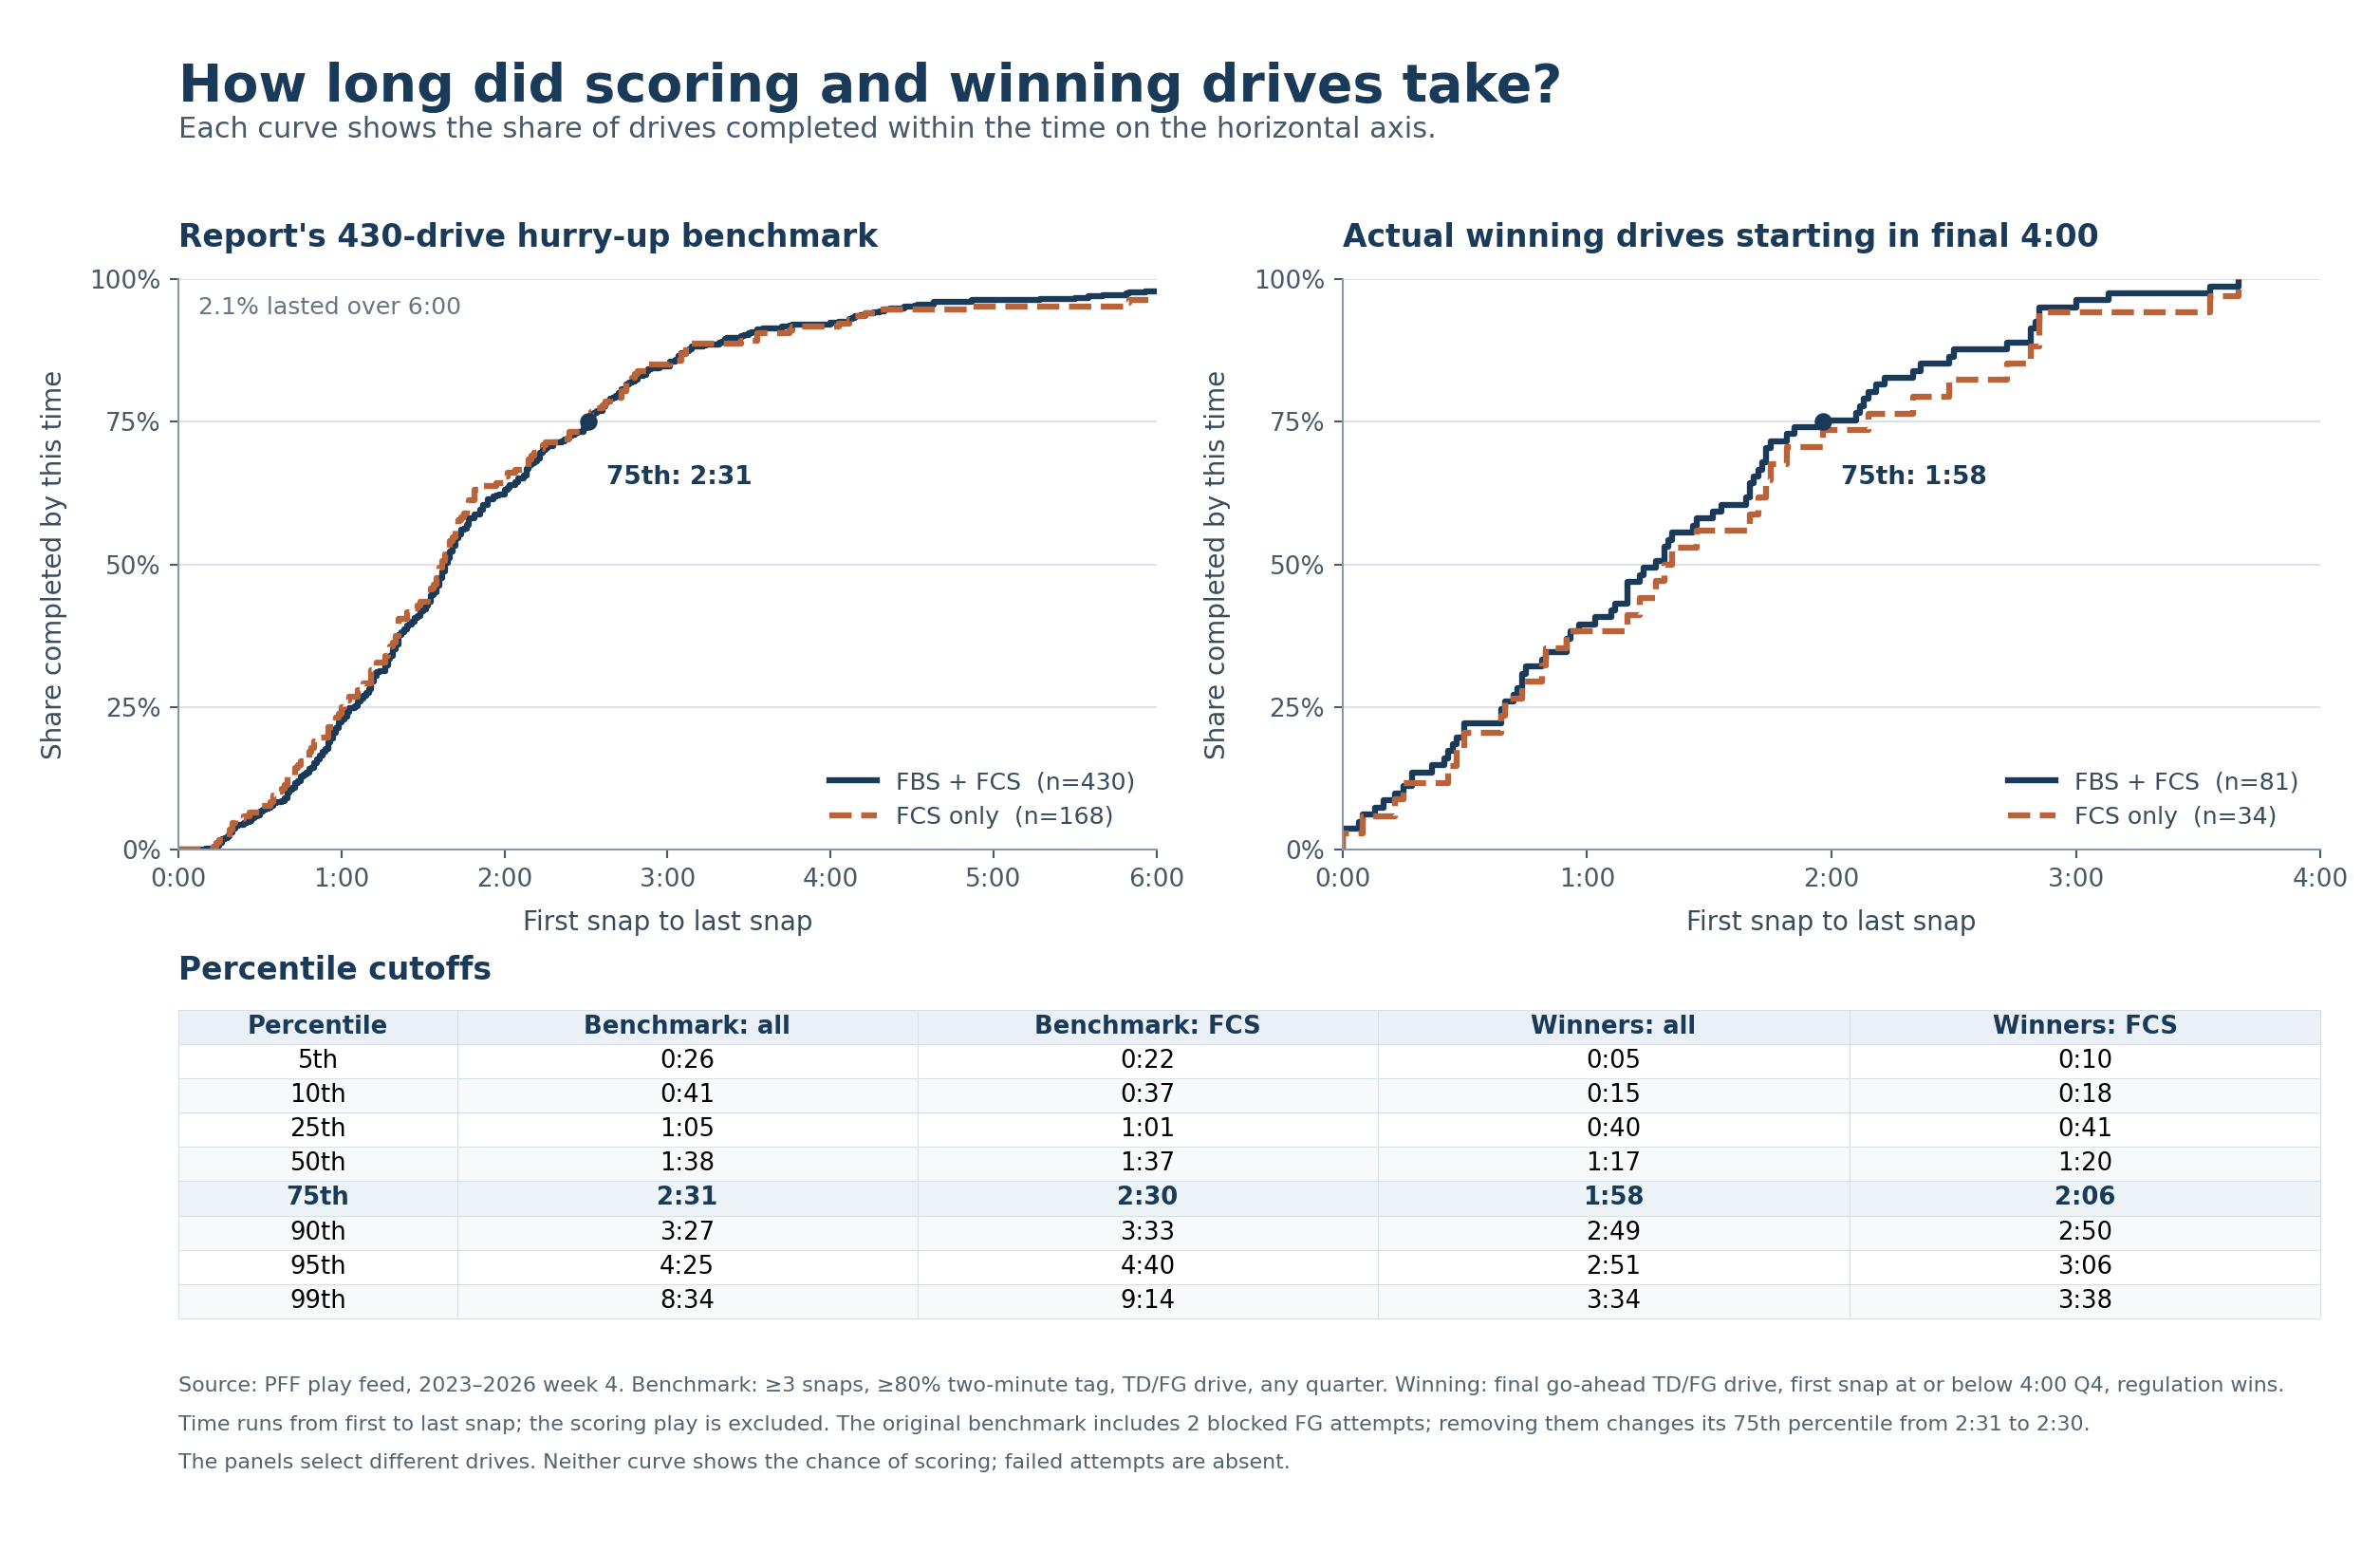 How long did scoring and winning drives take?
Each curve shows the share of drives completed within the time on the horizontal axis.
Report's 430-drive hurry-up benchmark
100%
75%
50%
25%
0%
Share completed by this time
2.1% lasted over 6:00
75th: 2:31
FBS + FCS (n=430)
FCS only (n=168)
0:00 1:00 2:00 3:00 4:00 5:00 6:00
First snap to last snap
Actual winning drives starting in final 4:00
100%
75%
50%
25%
0%
Share completed by this time
75th: 1:58
FBS + FCS (n=81)
FCS only (n=34)
0:00 1:00 2:00 3:00 4:00
First snap to last snap
Percentile cutoffs
Percentile Benchmark: all Benchmark: FCS Winners: all Winners: FCS
5th 0:26 0:22 0:05 0:10
10th 0:41 0:37 0:15 0:18
25th 1:05 1:01 0:40 0:41
50th 1:38 1:37 1:17 1:20
75th 2:31 2:30 1:58 2:06
90th 3:27 3:33 2:49 2:50
95th 4:25 4:40 2:51 3:06
99th 8:34 9:14 3:34 3:38
Source: PFF play feed, 2023–2026 week 4. Benchmark: ≥3 snaps, ≥80% two-minute tag, TD/FG drive, any quarter. Winning: final go-ahead TD/FG drive, first snap at or below 4:00 Q4, regulation wins.
Time runs from first to last snap; the scoring play is excluded. The original benchmark includes 2 blocked FG attempts; removing them changes its 75th percentile from 2:31 to 2:30.
The panels select different drives. Neither curve shows the chance of scoring; failed attempts are absent.